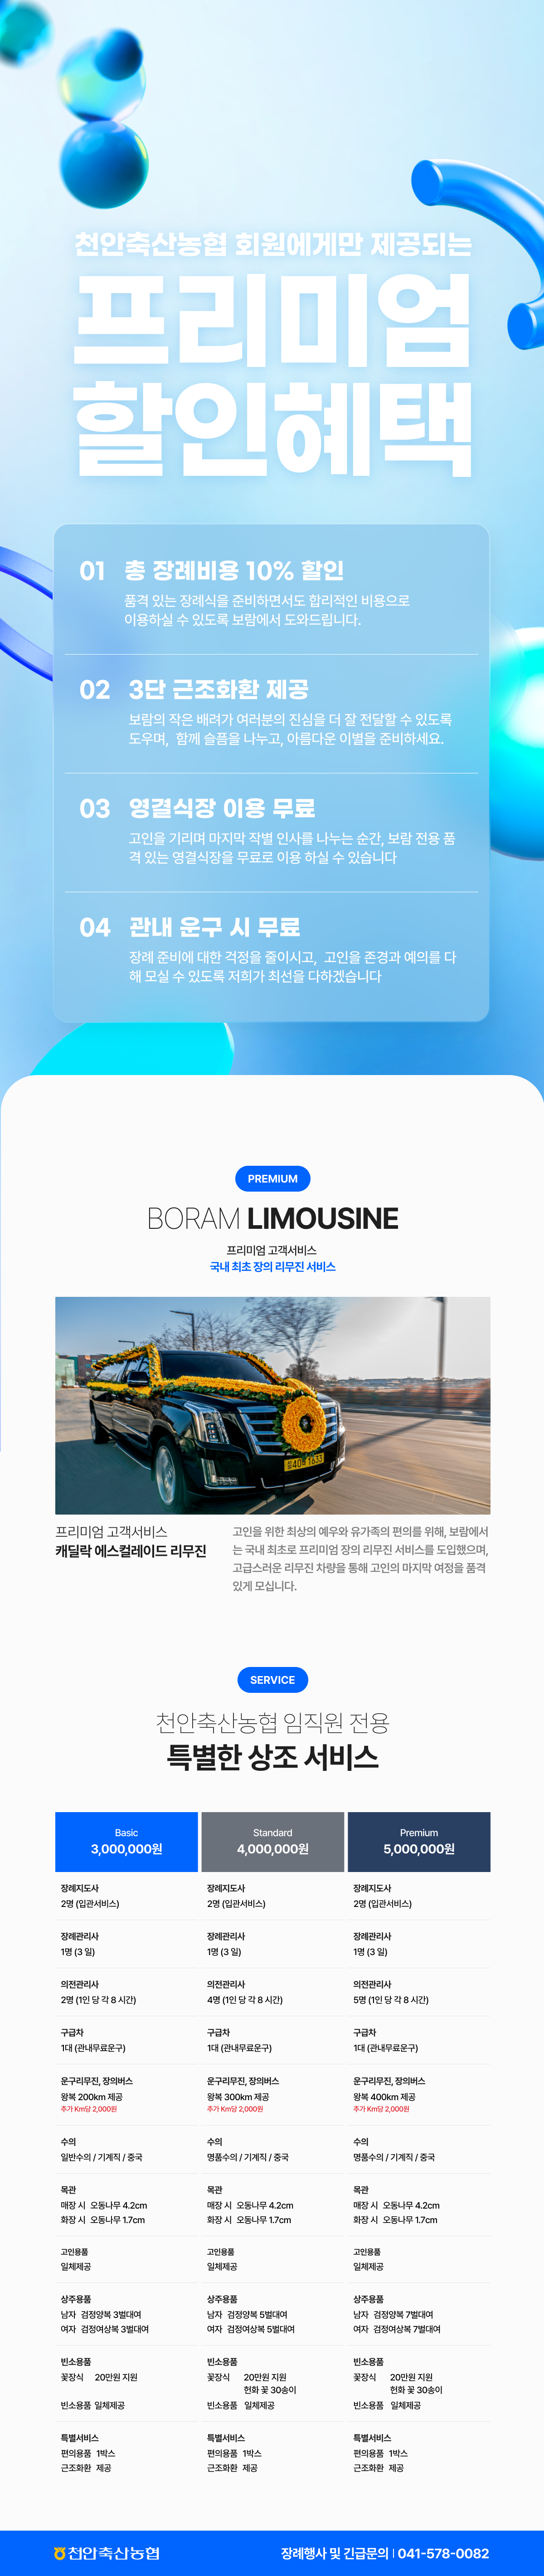 천안축산농협 회원에게만 제공되는
프리미엄
할인혜택
01 총 장례비용 10% 할인
품격 있는 장례식을 준비하면서도 합리적인 비용으로
이용하실 수 있도록 보람에서 도와드립니다.
02 3단 근조화환 제공
보람의 작은 배려가 여러분의 진심을 더 잘 전달할 수 있도록
도우며, 함께 슬픔을 나누고, 아름다운 이별을 준비하세요.
03 영결식장 이용 무료
고인을 기리며 마지막 작별 인사를 나누는 순간, 보람 전용 품
격 있는 영결식장을 무료로 이용 하실 수 있습니다
04 관내 운구 시 무료
장례 준비에 대한 걱정을 줄이시고, 고인을 존경과 예의를 다
해 모실 수 있도록 저희가 최선을 다하겠습니다
PREMIUM
BORAM LIMOUSINE
프리미엄 고객서비스
국내 최초 장의 리무진 서비스
프리미엄 고객서비스
캐딜락 에스컬레이드 리무진
고인을 위한 최상의 예우와 유가족의 편의를 위해, 보람에서
는 국내 최초로 프리미엄 장의 리무진 서비스를 도입했으며,
고급스러운 리무진 차량을 통해 고인의 마지막 여정을 품격
있게 모십니다.
SERVICE
천안축산농협 임직원 전용
특별한 상조 서비스
Basic Standard Premium
3,000,000원 4,000,000원 5,000,000원
장례지도사 장례지도사 장례지도사
2명 (입관서비스) 2명 (입관서비스) 2명 (입관서비스)
장례관리사 장례관리사 장례관리사
1명 (3 일) 1명 (3 일) 1명 (3 일)
의전관리사 의전관리사 의전관리사
2명 (1인 당 각 8 시간) 4명 (1인 당 각 8 시간) 5명 (1인 당 각 8 시간)
구급차 구급차 구급차
1대 (관내무료운구) 1대 (관내무료운구) 1대 (관내무료운구)
운구리무진, 장의버스 운구리무진, 장의버스 운구리무진, 장의버스
왕복 200km 제공 왕복 300km 제공 왕복 400km 제공
추가 Km당 2,000원 추가 Km당 2,000원 추가 Km당 2,000원
수의 수의 수의
일반수의 / 기계직 / 중국 명품수의 / 기계직 / 중국 명품수의 / 기계직 / 중국
목관 목관 목관
매장 시 오동나무 4.2cm 매장 시 오동나무 4.2cm 매장 시 오동나무 4.2cm
화장 시 오동나무 1.7cm 화장 시 오동나무 1.7cm 화장 시 오동나무 1.7cm
고인용품 고인용품 고인용품
일체제공 일체제공 일체제공
상주용품 상주용품 상주용품
남자 검정양복 3벌대여 남자 검정양복 5벌대여 남자 검정양복 7벌대여
여자 검정여상복 3벌대여 여자 검정여상복 5벌대여 여자 검정여상복 7벌대여
빈소용품 빈소용품 빈소용품
꽃장식 20만원 지원 꽃장식 20만원 지원 꽃장식 20만원 지원
헌화 꽃 30송이 헌화 꽃 30송이
빈소용품 일체제공 빈소용품 일체제공 빈소용품 일체제공
특별서비스 특별서비스 특별서비스
편의용품 1박스 편의용품 1박스 편의용품 1박스
근조화환 제공 근조화환 제공 근조화환 제공
천안축산농협 장례행사 및 긴급문의 | 041-578-0082